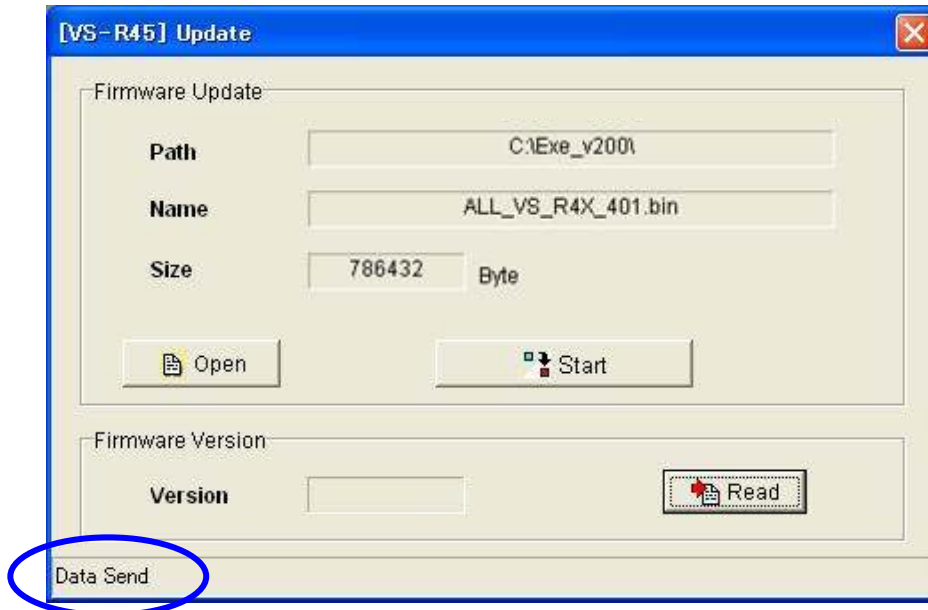 [VS-R45] Update
Firmware Update
Path C:\Exe_v200\
Name ALL_VS_R4X_401.bin
Size 786432 Byte
Open Start
Firmware Version
Version Read
Data Send